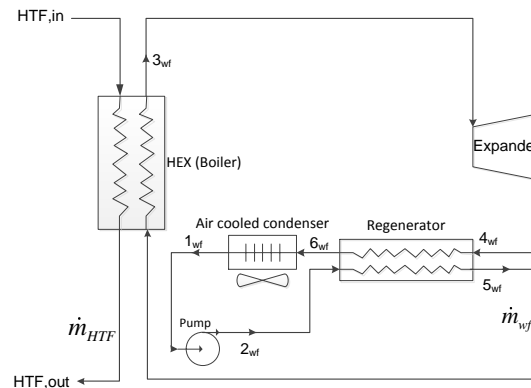 HTF,in
3wf
HEX (Boiler)
Expande
Air cooled condenser
Regenerator
1wf
6wf
4wf
5wf
ṁHTF
Pump
2wf
ṁwf
HTF,out